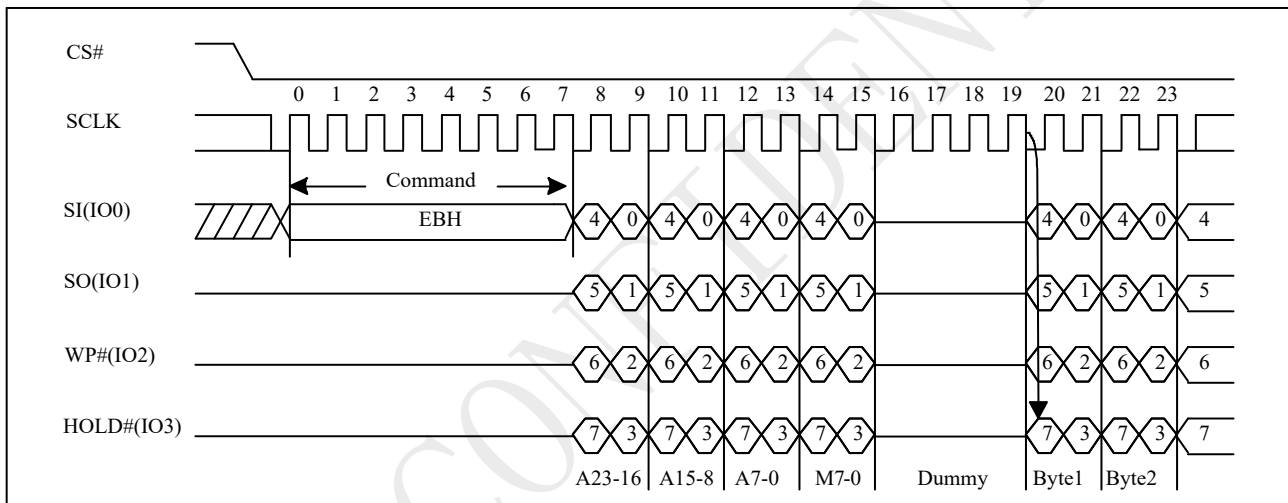 CS#
0 1 2 3 4 5 6 7 8 9 10 11 12 13 14 15 16 17 18 19 20 21 22 23
SCLK
Command
SI(IO0) EBH 4 0 4 0 4 0 4 0 4 0 4 0 4
SO(IO1) 5 1 5 1 5 1 5 1 5 1 5 1 5
WP#(IO2) 6 2 6 2 6 2 6 2 6 2 6 2 6
HOLD#(IO3) 7 3 7 3 7 3 7 3 7 3 7 3 7
A23-16 A15-8 A7-0 M7-0 Dummy Byte1 Byte2